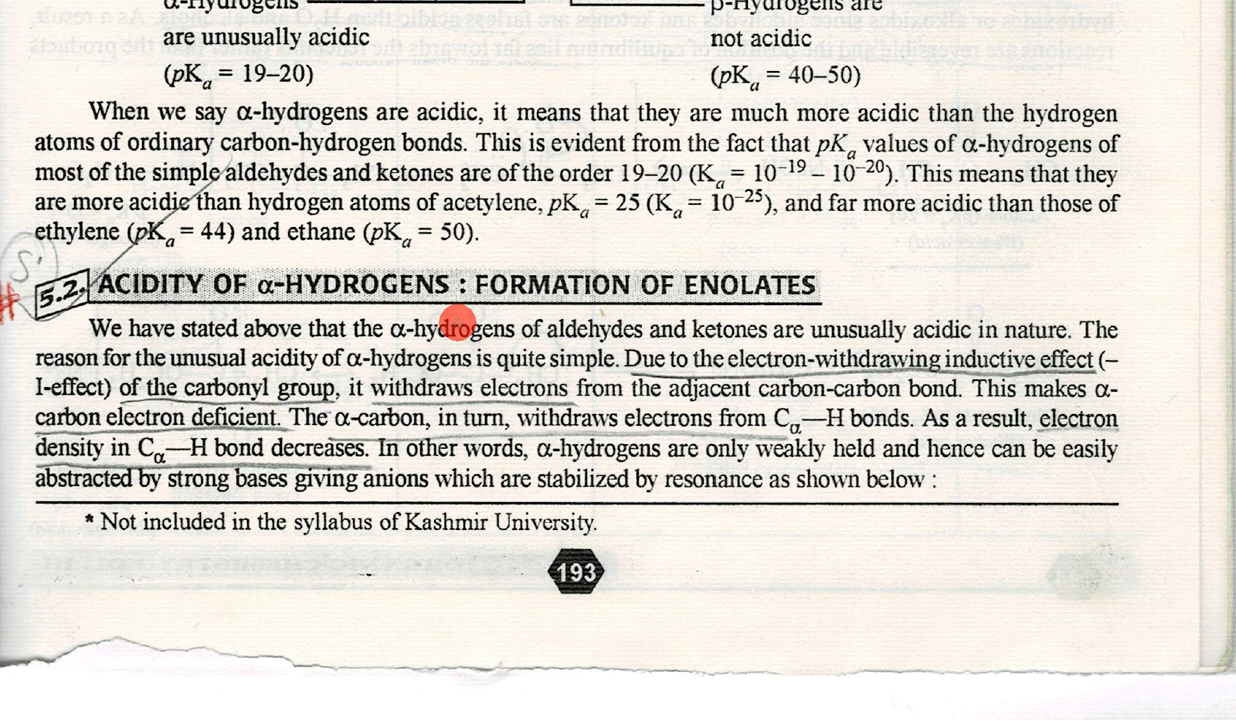 α-Hydrogens
β-Hydrogens are
are unusually acidic
not acidic
(pKa = 19–20)
(pKa = 40–50)
When we say α-hydrogens are acidic, it means that they are much more acidic than the hydrogen
atoms of ordinary carbon-hydrogen bonds. This is evident from the fact that pKa values of α-hydrogens of
most of the simple aldehydes and ketones are of the order 19–20 (Ka = 10⁻¹⁹ – 10⁻²⁰). This means that they
are more acidic than hydrogen atoms of acetylene, pKa = 25 (Ka = 10⁻²⁵), and far more acidic than those of
ethylene (pKa = 44) and ethane (pKa = 50).
5.2. ACIDITY OF α-HYDROGENS : FORMATION OF ENOLATES
We have stated above that the α-hydrogens of aldehydes and ketones are unusually acidic in nature. The
reason for the unusual acidity of α-hydrogens is quite simple. Due to the electron-withdrawing inductive effect (–
I-effect) of the carbonyl group, it withdraws electrons from the adjacent carbon-carbon bond. This makes α-
carbon electron deficient. The α-carbon, in turn, withdraws electrons from Cα—H bonds. As a result, electron
density in Cα—H bond decreases. In other words, α-hydrogens are only weakly held and hence can be easily
abstracted by strong bases giving anions which are stabilized by resonance as shown below :
* Not included in the syllabus of Kashmir University.
193